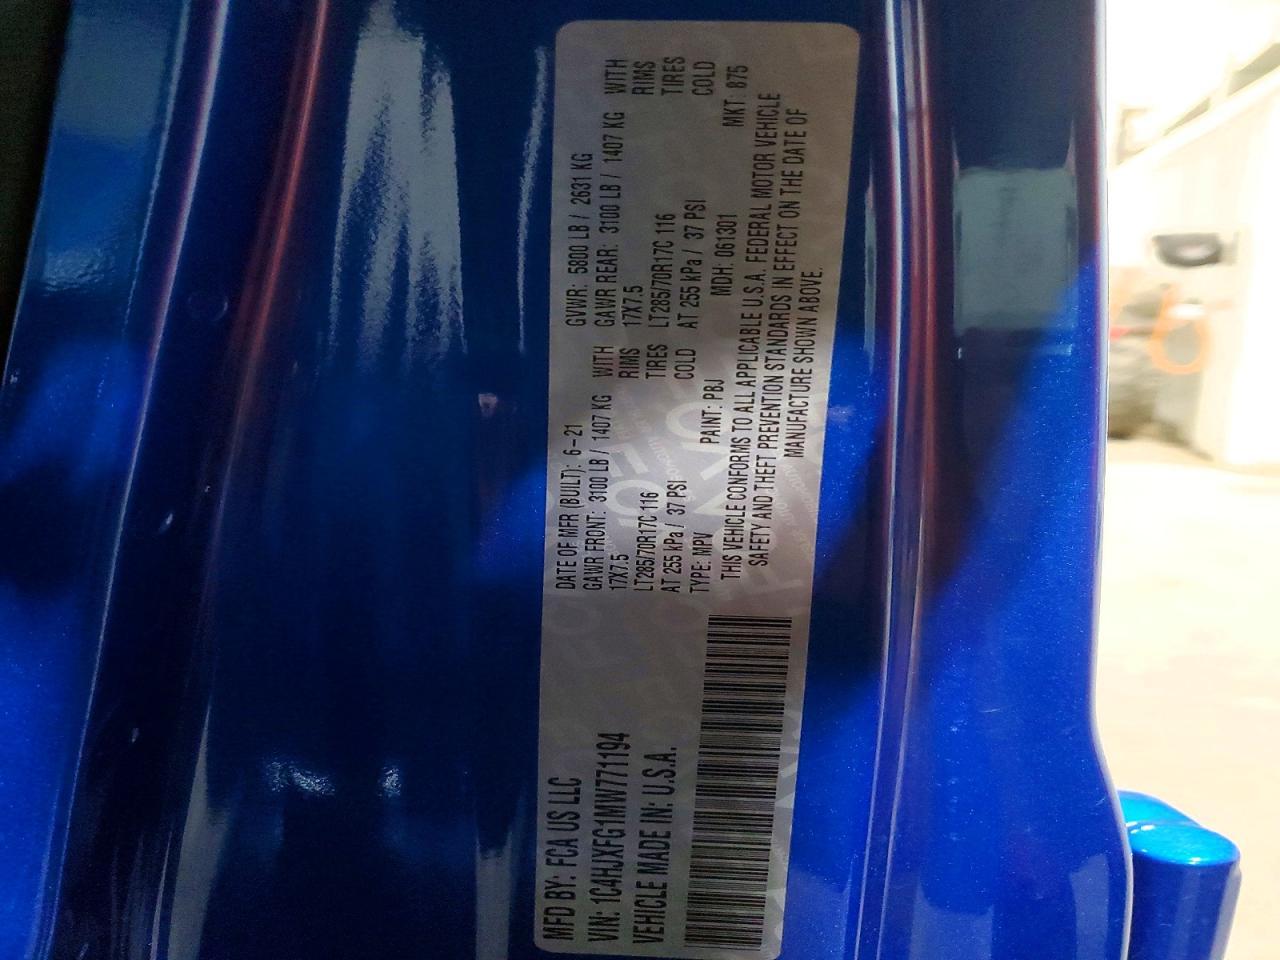 MFD BY: FCA US LLC
VIN: 1C4HJXFG1MW771194
VEHICLE MADE IN: U.S.A.
DATE OF MFR (BUILT): 6-21 GVWR: 5800 LB / 2631 KG
GAWR FRONT: 3100 LB / 1407 KG WITH GAWR REAR: 3100 LB / 1407 KG WITH
17X7.5 RIMS 17X7.5 RIMS
LT285/70R17C 116 TIRES LT285/70R17C 116 TIRES
AT 255 kPa / 37 PSI COLD AT 255 kPa / 37 PSI COLD
TYPE: MPV PAINT: PBJ MDH: 061301 MKT: 875
THIS VEHICLE CONFORMS TO ALL APPLICABLE U.S.A. FEDERAL MOTOR VEHICLE
SAFETY AND THEFT PREVENTION STANDARDS IN EFFECT ON THE DATE OF
MANUFACTURE SHOWN ABOVE.